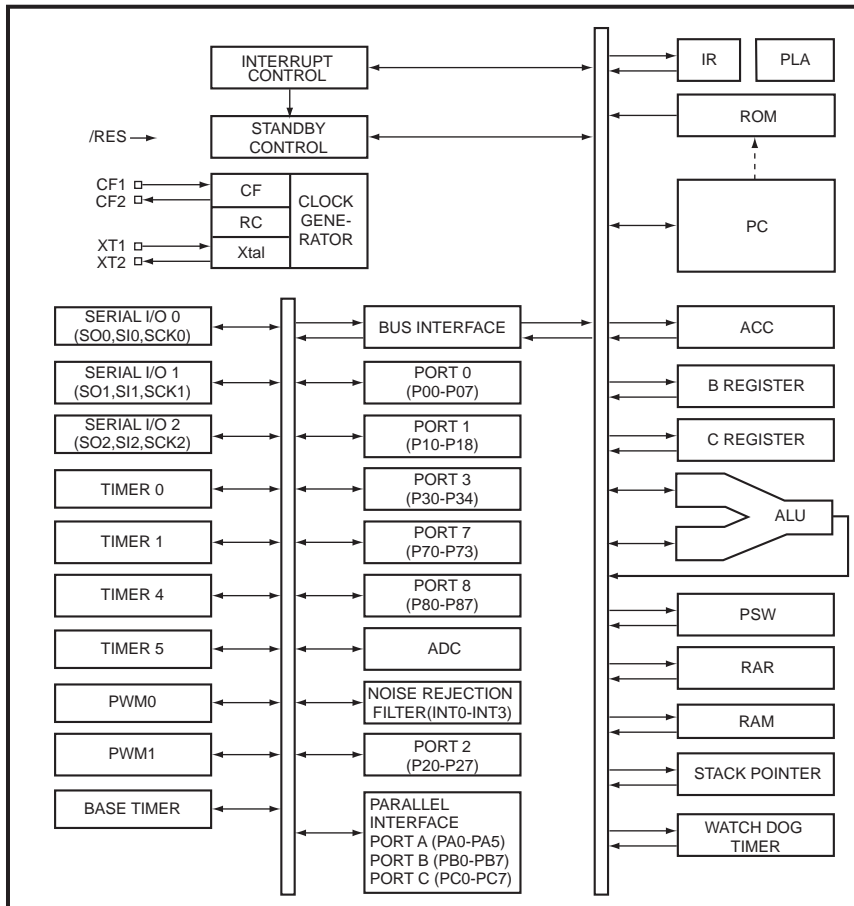 INTERRUPT
CONTROL
/RES
STANDBY
CONTROL
CF1
CF2
XT1
XT2
CF
RC
Xtal
CLOCK
GENE-
RATOR
IR
PLA
ROM
PC
SERIAL I/O 0
(SO0,SI0,SCK0)
SERIAL I/O 1
(SO1,SI1,SCK1)
SERIAL I/O 2
(SO2,SI2,SCK2)
TIMER 0
TIMER 1
TIMER 4
TIMER 5
PWM0
PWM1
BASE TIMER
BUS INTERFACE
PORT 0
(P00-P07)
PORT 1
(P10-P18)
PORT 3
(P30-P34)
PORT 7
(P70-P73)
PORT 8
(P80-P87)
ADC
NOISE REJECTION
FILTER(INT0-INT3)
PORT 2
(P20-P27)
PARALLEL
INTERFACE
PORT A (PA0-PA5)
PORT B (PB0-PB7)
PORT C (PC0-PC7)
ACC
B REGISTER
C REGISTER
ALU
PSW
RAR
RAM
STACK POINTER
WATCH DOG
TIMER